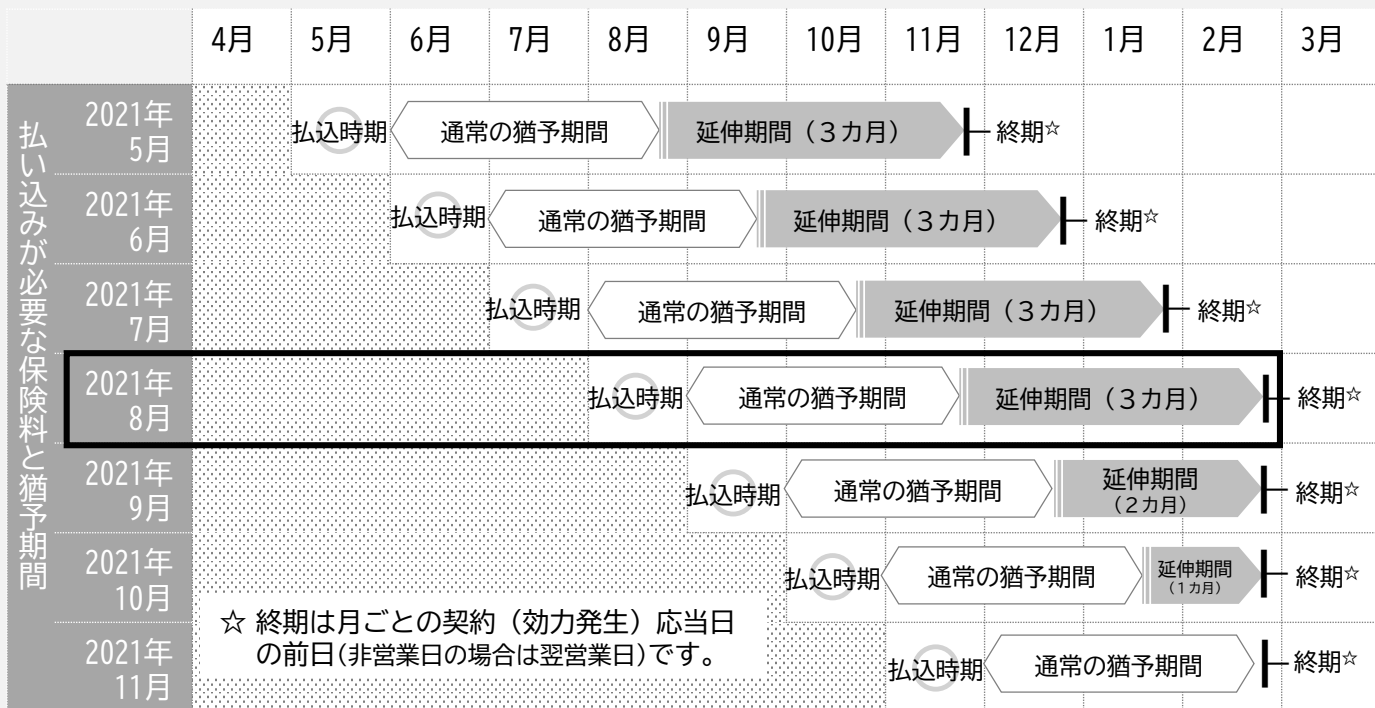 4月 5月 6月 7月 8月 9月 10月 11月 12月 1月 2月 3月
払い込みが必要な保険料と猶予期間
2021年
5月
払込時期 通常の猶予期間 延伸期間（３カ月） 終期☆
2021年
6月
払込時期 通常の猶予期間 延伸期間（３カ月） 終期☆
2021年
7月
払込時期 通常の猶予期間 延伸期間（３カ月） 終期☆
2021年
8月
払込時期 通常の猶予期間 延伸期間（３カ月） 終期☆
2021年
9月
払込時期 通常の猶予期間 延伸期間 終期☆
（２カ月）
2021年
10月
払込時期 通常の猶予期間 延伸期間 終期☆
（１カ月）
2021年
11月
払込時期 通常の猶予期間 終期☆
☆ 終期は月ごとの契約（効力発生）応当日
の前日(非営業日の場合は翌営業日)です。